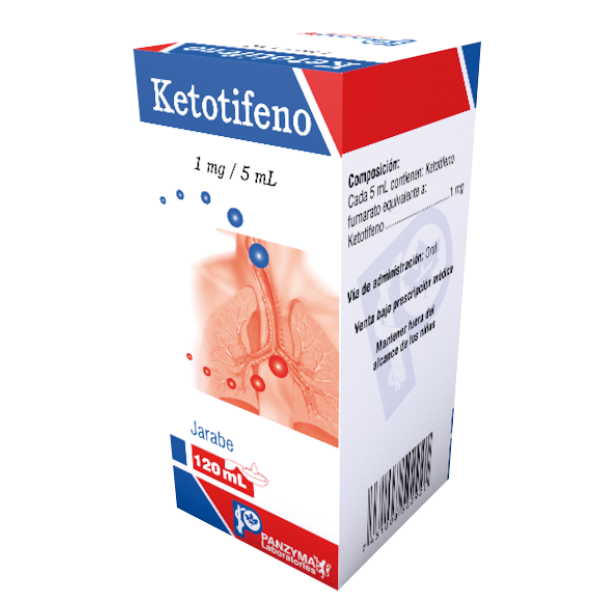 Ketotifeno
Ketotifeno
1 mg / 5 mL
Jarabe
120 mL
PANZYMA
Laboratories
Composición:
Cada 5 mL contienen: Ketotifeno
fumarato equivalente a:
Ketotifeno ................ 1 mg
Vía de administración: Oral
Venta bajo prescripción médica
Mantener fuera del
alcance de los niños